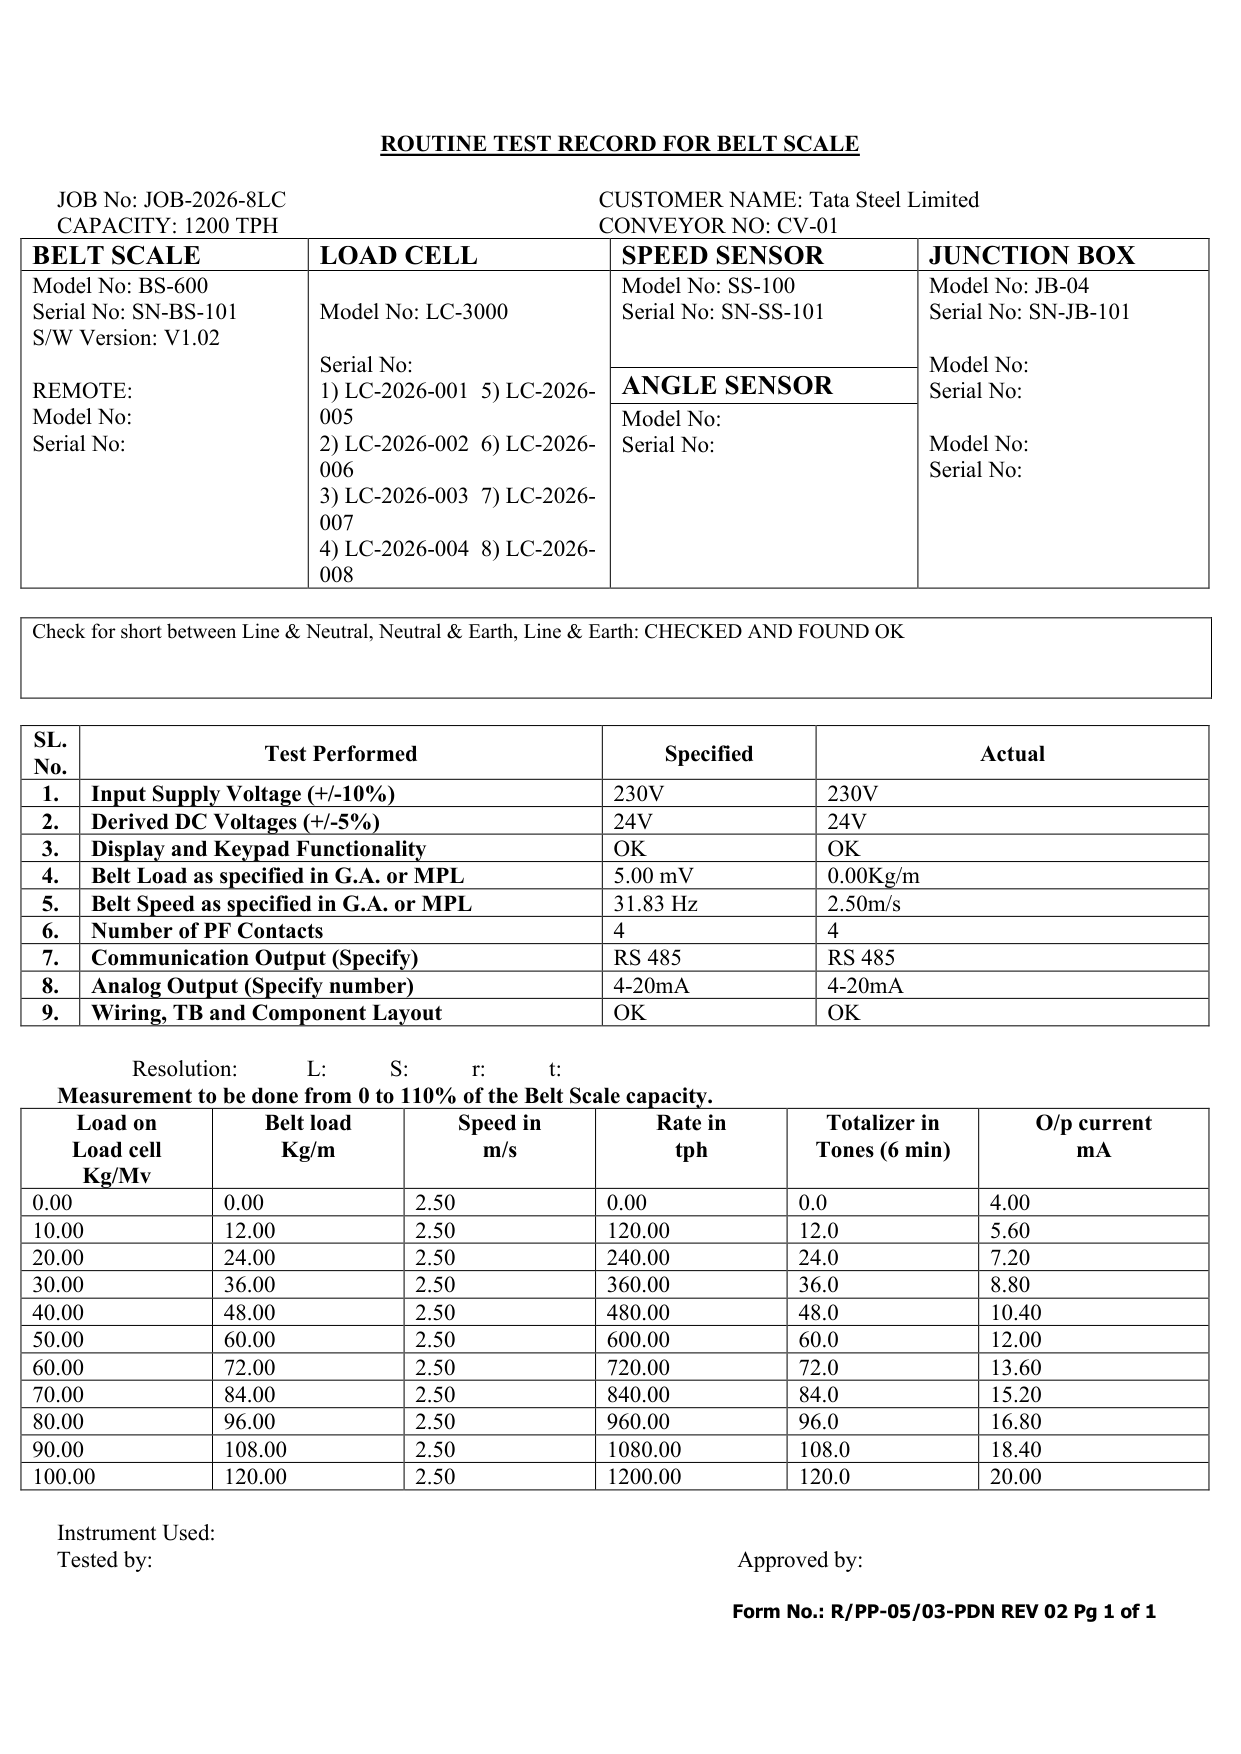 ROUTINE TEST RECORD FOR BELT SCALE
JOB No: JOB-2026-8LC CUSTOMER NAME: Tata Steel Limited
CAPACITY: 1200 TPH CONVEYOR NO: CV-01
BELT SCALE
Model No: BS-600
Serial No: SN-BS-101
S/W Version: V1.02
REMOTE:
Model No:
Serial No:
LOAD CELL
Model No: LC-3000
Serial No:
1) LC-2026-001 5) LC-2026-
005
2) LC-2026-002 6) LC-2026-
006
3) LC-2026-003 7) LC-2026-
007
4) LC-2026-004 8) LC-2026-
008
SPEED SENSOR
Model No: SS-100
Serial No: SN-SS-101
ANGLE SENSOR
Model No:
Serial No:
JUNCTION BOX
Model No: JB-04
Serial No: SN-JB-101
Model No:
Serial No:
Model No:
Serial No:
Check for short between Line & Neutral, Neutral & Earth, Line & Earth: CHECKED AND FOUND OK
SL.
No. Test Performed Specified Actual
1. Input Supply Voltage (+/-10%) 230V 230V
2. Derived DC Voltages (+/-5%) 24V 24V
3. Display and Keypad Functionality OK OK
4. Belt Load as specified in G.A. or MPL 5.00 mV 0.00Kg/m
5. Belt Speed as specified in G.A. or MPL 31.83 Hz 2.50m/s
6. Number of PF Contacts 4 4
7. Communication Output (Specify) RS 485 RS 485
8. Analog Output (Specify number) 4-20mA 4-20mA
9. Wiring, TB and Component Layout OK OK
Resolution: L: S: r: t:
Measurement to be done from 0 to 110% of the Belt Scale capacity.
Load on Belt load Speed in Rate in Totalizer in O/p current
Load cell Kg/m m/s tph Tones (6 min) mA
Kg/Mv
0.00 0.00 2.50 0.00 0.0 4.00
10.00 12.00 2.50 120.00 12.0 5.60
20.00 24.00 2.50 240.00 24.0 7.20
30.00 36.00 2.50 360.00 36.0 8.80
40.00 48.00 2.50 480.00 48.0 10.40
50.00 60.00 2.50 600.00 60.0 12.00
60.00 72.00 2.50 720.00 72.0 13.60
70.00 84.00 2.50 840.00 84.0 15.20
80.00 96.00 2.50 960.00 96.0 16.80
90.00 108.00 2.50 1080.00 108.0 18.40
100.00 120.00 2.50 1200.00 120.0 20.00
Instrument Used:
Tested by: Approved by:
Form No.: R/PP-05/03-PDN REV 02 Pg 1 of 1